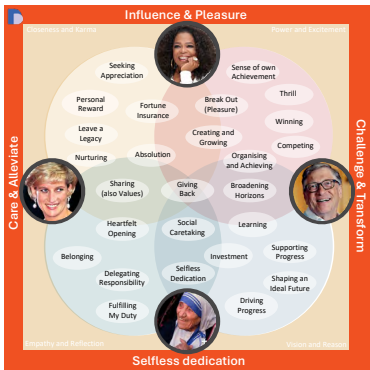 Influence & Pleasure
Closeness and Karma
Power and Excitement
Seeking
Appreciation
Sense of own
Achievement
Personal
Reward
Fortune
Insurance
Break Out
(Pleasure)
Thrill
Leave a
Legacy
Creating and
Growing
Winning
Nurturing
Absolution
Organising
and Achieving
Competing
Care & Alleviate
Challenge & Transform
Sharing
(also Values)
Giving
Back
Broadening
Horizons
Heartfelt
Opening
Social
Caretaking
Learning
Belonging
Investment
Supporting
Progress
Delegating
Responsibility
Selfless
Dedication
Shaping an
Ideal Future
Fulfilling
My Duty
Driving
Progress
Empathy and Reflection
Vision and Reason
Selfless dedication